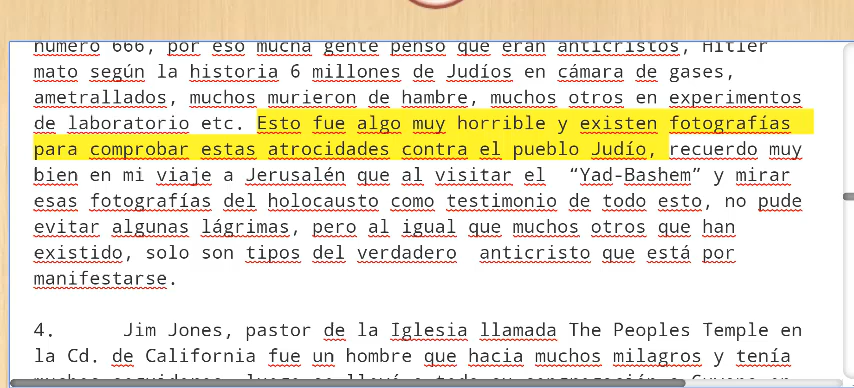 numero 666, por eso mucha gente penso que eran anticristos, Hitler
mato según la historia 6 millones de Judíos en cámara de gases,
ametrallados, muchos murieron de hambre, muchos otros en experimentos
de laboratorio etc. Esto fue algo muy horrible y existen fotografías
para comprobar estas atrocidades contra el pueblo Judío, recuerdo muy
bien en mi viaje a Jerusalén que al visitar el “Yad-Bashem” y mirar
esas fotografías del holocausto como testimonio de todo esto, no pude
evitar algunas lágrimas, pero al igual que muchos otros que han
existido, solo son tipos del verdadero anticristo que está por
manifestarse.
4. Jim Jones, pastor de la Iglesia llamada The Peoples Temple en
la Cd. de California fue un hombre que hacia muchos milagros y tenía